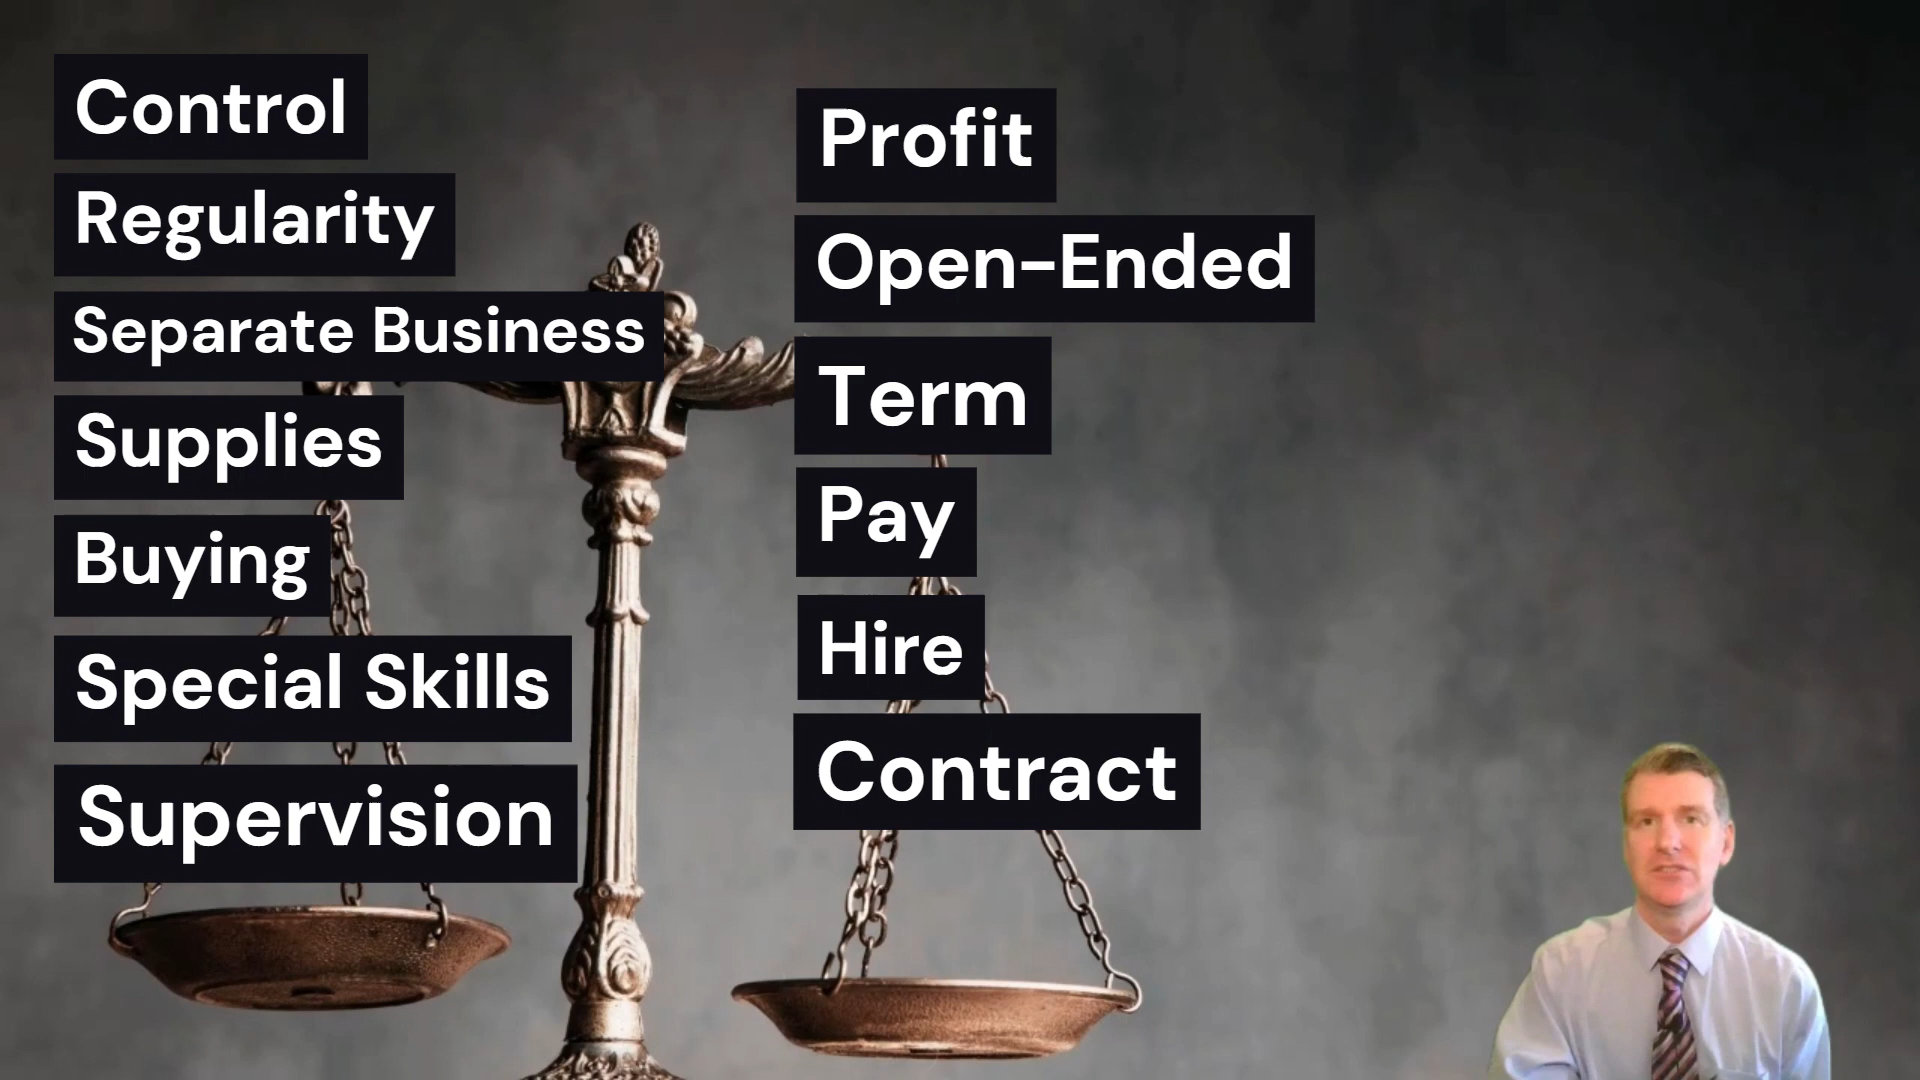 Control
Regularity
Separate Business
Supplies
Buying
Special Skills
Supervision
Profit
Open-Ended
Term
Pay
Hire
Contract